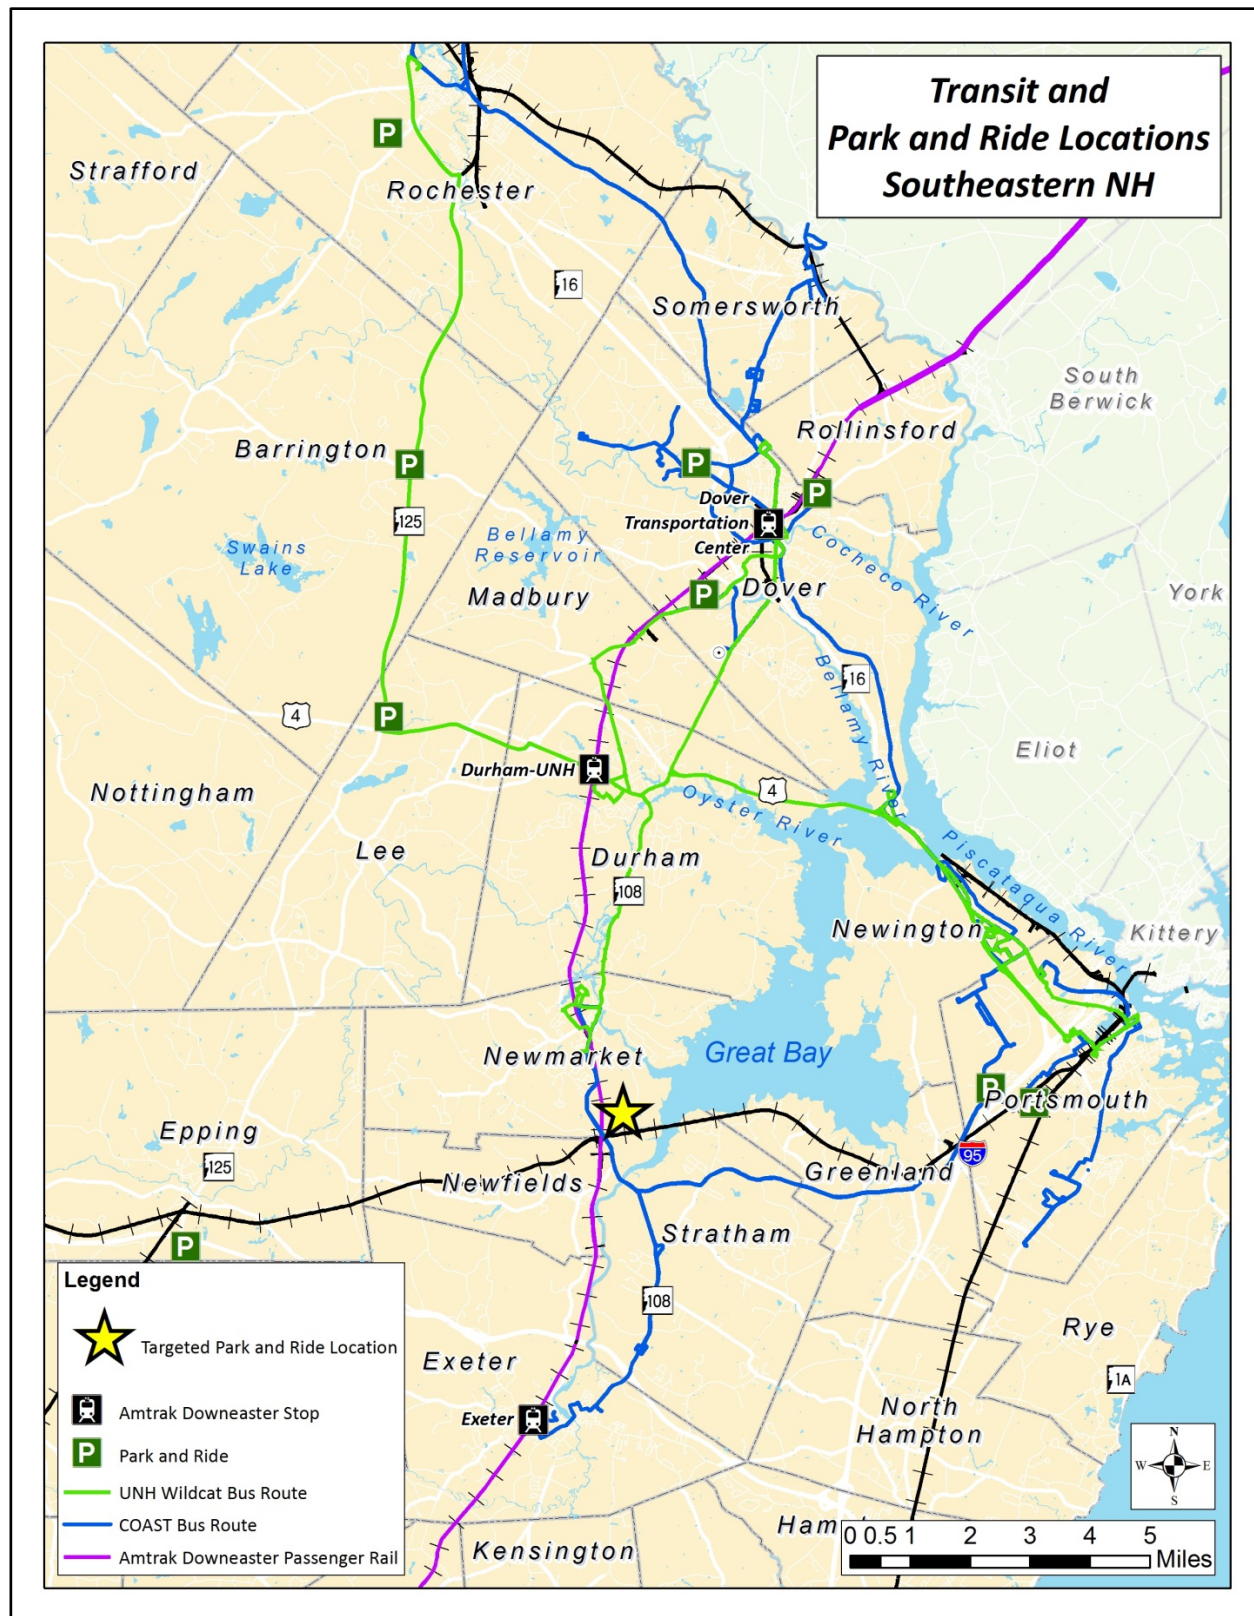 Transit and
Park and Ride Locations
Southeastern NH
Strafford
P
Rochester
16
Somersworth
South
Berwick
Barrington
P
Rollinsford
P
P
Dover
Transportation
Center
125
Swains
Lake
Bellamy
Reservoir
Cocheco River
Madbury
P
Dover
York
Bellamy River
16
P
4
Eliot
Durham-UNH
Nottingham
Oyster River
4
Lee
Durham
Piscataqua River
108
Newington
Kittery
Newmarket
Great Bay
P
Portsmouth
P
Epping
125
Newfields
Greenland
95
Stratham
P
108
Rye
1A
Exeter
Exeter
North
Hampton
Kensington
Legend
Targeted Park and Ride Location
Amtrak Downeaster Stop
P Park and Ride
UNH Wildcat Bus Route
COAST Bus Route
Amtrak Downeaster Passenger Rail
N
W E
S
0 0.5 1 2 3 4 5
Miles